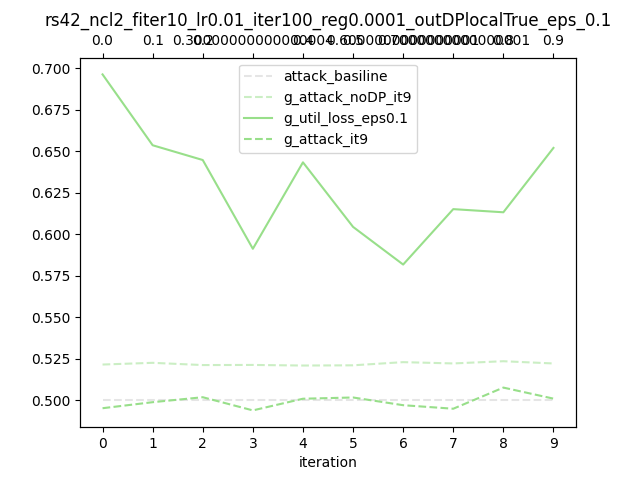 rs42_ncl2_fiter10_lr0.01_iter100_reg0.0001_outDPlocalTrue_eps_0.1
0.0 0.1 0.9
attack_basiline
g_attack_noDP_it9
g_util_loss_eps0.1
g_attack_it9
0.700
0.675
0.650
0.625
0.600
0.575
0.550
0.525
0.500
0 1 2 3 4 5 6 7 8 9
iteration